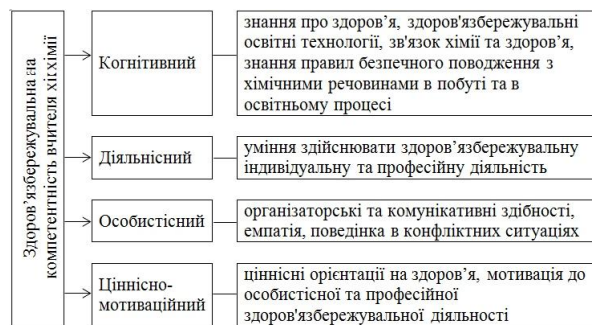 Здоров’язбережувальна на
компетентність вчителя хіхімії
Когнітивний
знання про здоров’я, здоров'язбережувальні
освітні технології, зв'язок хімії та здоров’я,
знання правил безпечного поводження з
хімічними речовинами в побуті та в
освітньому процесі
Діяльнісний
уміння здійснювати здоров’язбережувальну
індивідуальну та професійну діяльність
Особистісний
організаторські та комунікативні здібності,
емпатія, поведінка в конфліктних ситуаціях
Ціннісно-
мотиваційний
ціннісні орієнтації на здоров’я, мотивація до
особистісної та професійної
здоров'язбережувальної діяльності